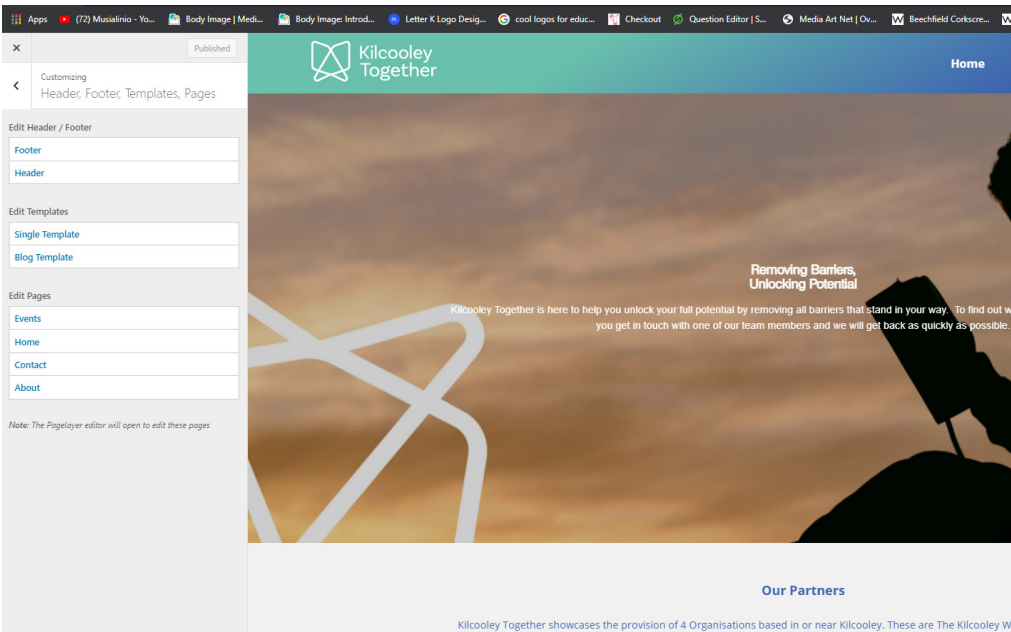 Apps (72) Musialinio - Yo... Body Image | Medi... Body Image: Introd... Letter K Logo Desig... cool logos for educ... Checkout Question Editor | S... Media Art Net | Ov... Beechfield Corkscre...
Published
Customizing
Header, Footer, Templates, Pages
Edit Header / Footer
Footer
Header
Edit Templates
Single Template
Blog Template
Edit Pages
Events
Home
Contact
About
Note: The Pagelayer editor will open to edit these pages
Kilcooley
Together
Home
Removing Barriers,
Unlocking Potential
Kilcooley Together is here to help you unlock your full potential by removing all barriers that stand in your way. To find out w
you get in touch with one of our team members and we will get back as quickly as possible.
Our Partners
Kilcooley Together showcases the provision of 4 Organisations based in or near Kilcooley. These are The Kilcooley W